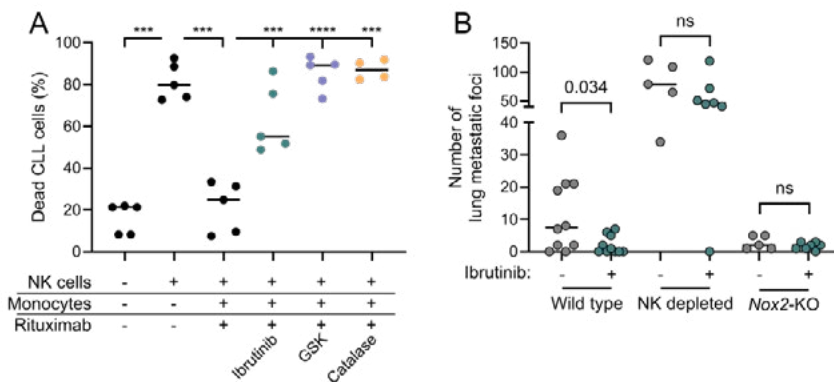 A
*** *** *** **** ***
Dead CLL cells (%)
100
80
60
40
20
0
NK cells - + + + + +
Monocytes - - + + + +
Rituximab - - + + + +
Ibrutinib GSK Catalase
B
ns
0.034
ns
Number of
lung metastatic foci
150
100
50
40
30
20
10
0
Ibrutinib: - + - + - +
Wild type NK depleted Nox2-KO